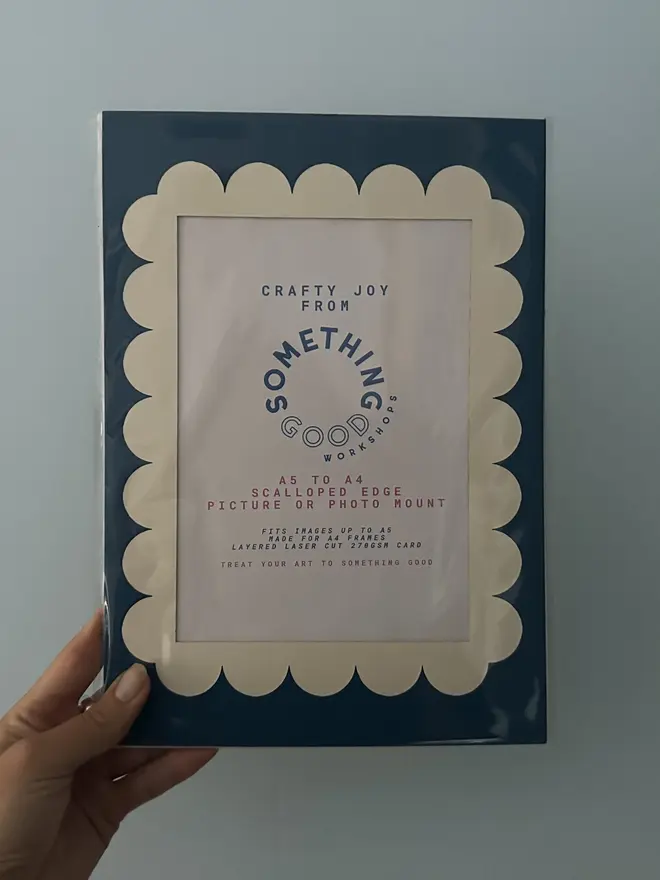 CRAFTY JOY
FROM
SOMETHING
GOOD
WORKSHOPS
A5 TO A4
SCALLOPED EDGE
PICTURE OR PHOTO MOUNT
FITS IMAGES UP TO A5
MADE FOR A4 FRAMES
LAYERED LASER CUT 270GSM CARD
TREAT YOUR ART TO SOMETHING GOOD